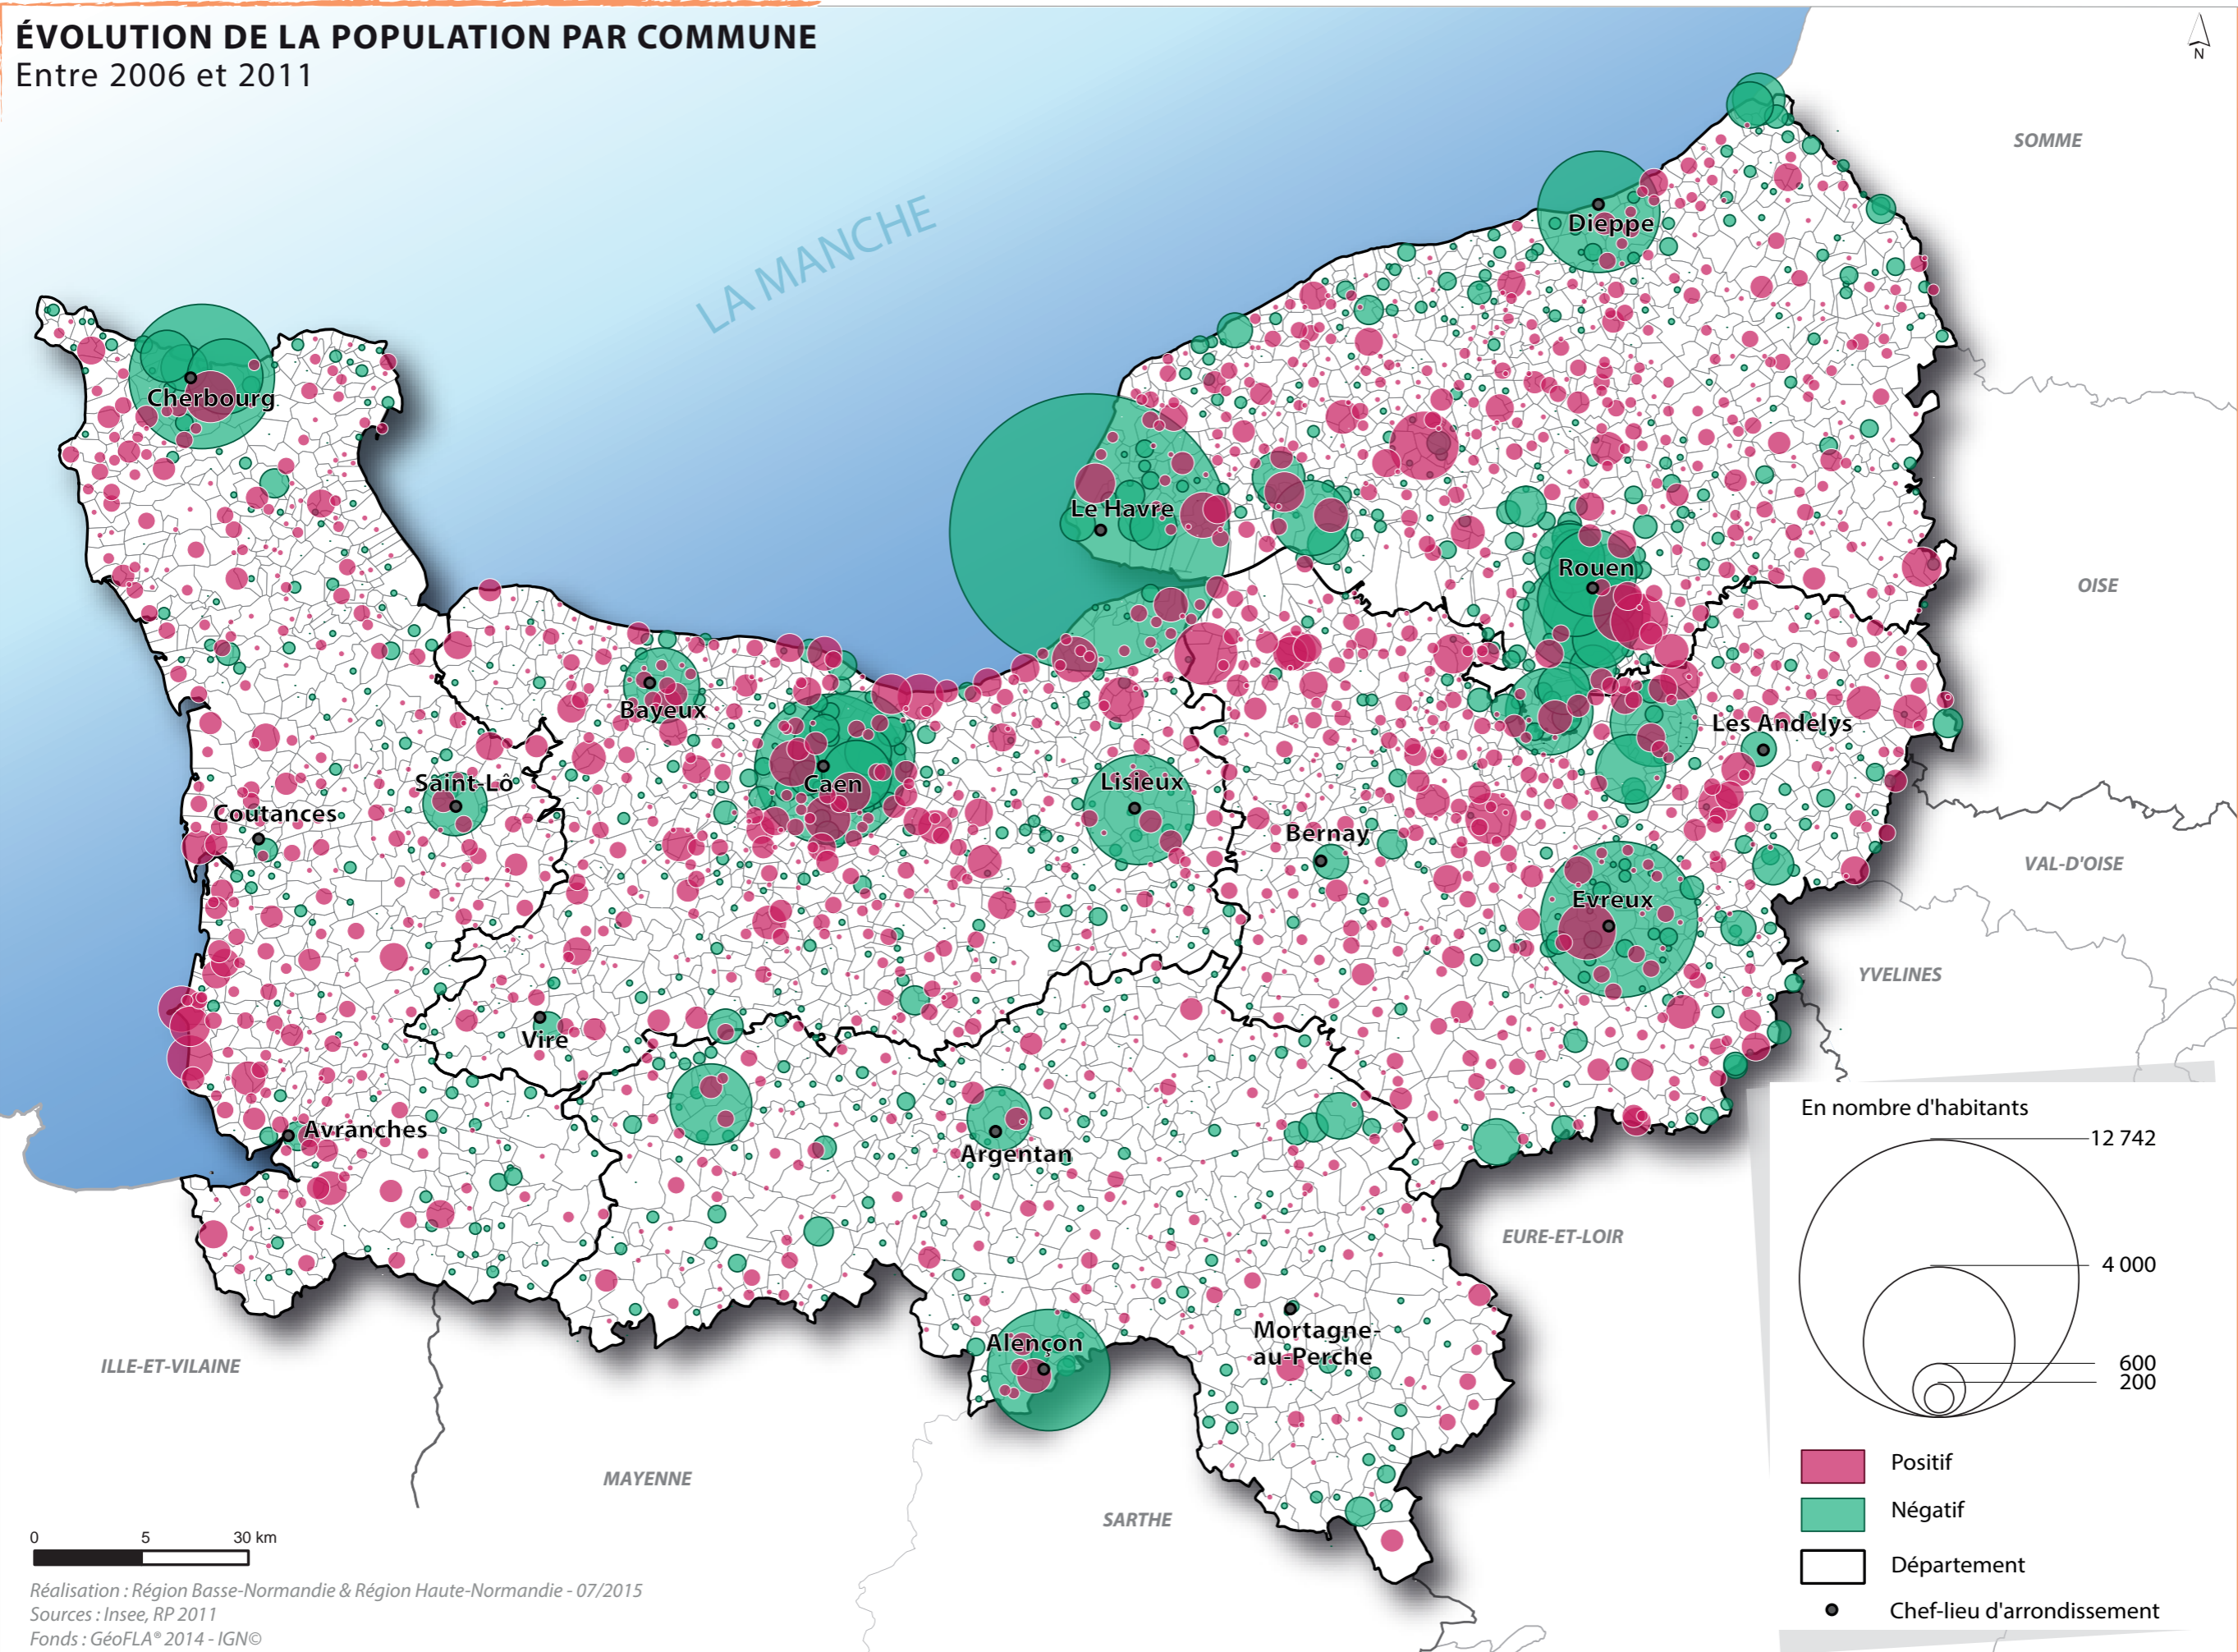 ÉVOLUTION DE LA POPULATION PAR COMMUNE
Entre 2006 et 2011
N
SOMME
LA MANCHE
Dieppe
Cherbourg
Le Havre
Rouen
OISE
Bayeux
Les Andelys
Caen
Saint-Lô
Lisieux
Coutances
Bernay
VAL-D'OISE
Evreux
YVELINES
Vire
Avranches
Argentan
EURE-ET-LOIR
Alençon
Mortagne-
au-Perche
ILLE-ET-VILAINE
MAYENNE
SARTHE
En nombre d'habitants
12 742
4 000
600
200
Positif
Négatif
Département
Chef-lieu d'arrondissement
0 5 30 km
Réalisation : Région Basse-Normandie & Région Haute-Normandie - 07/2015
Sources : Insee, RP 2011
Fonds : GéoFLA® 2014 - IGN©